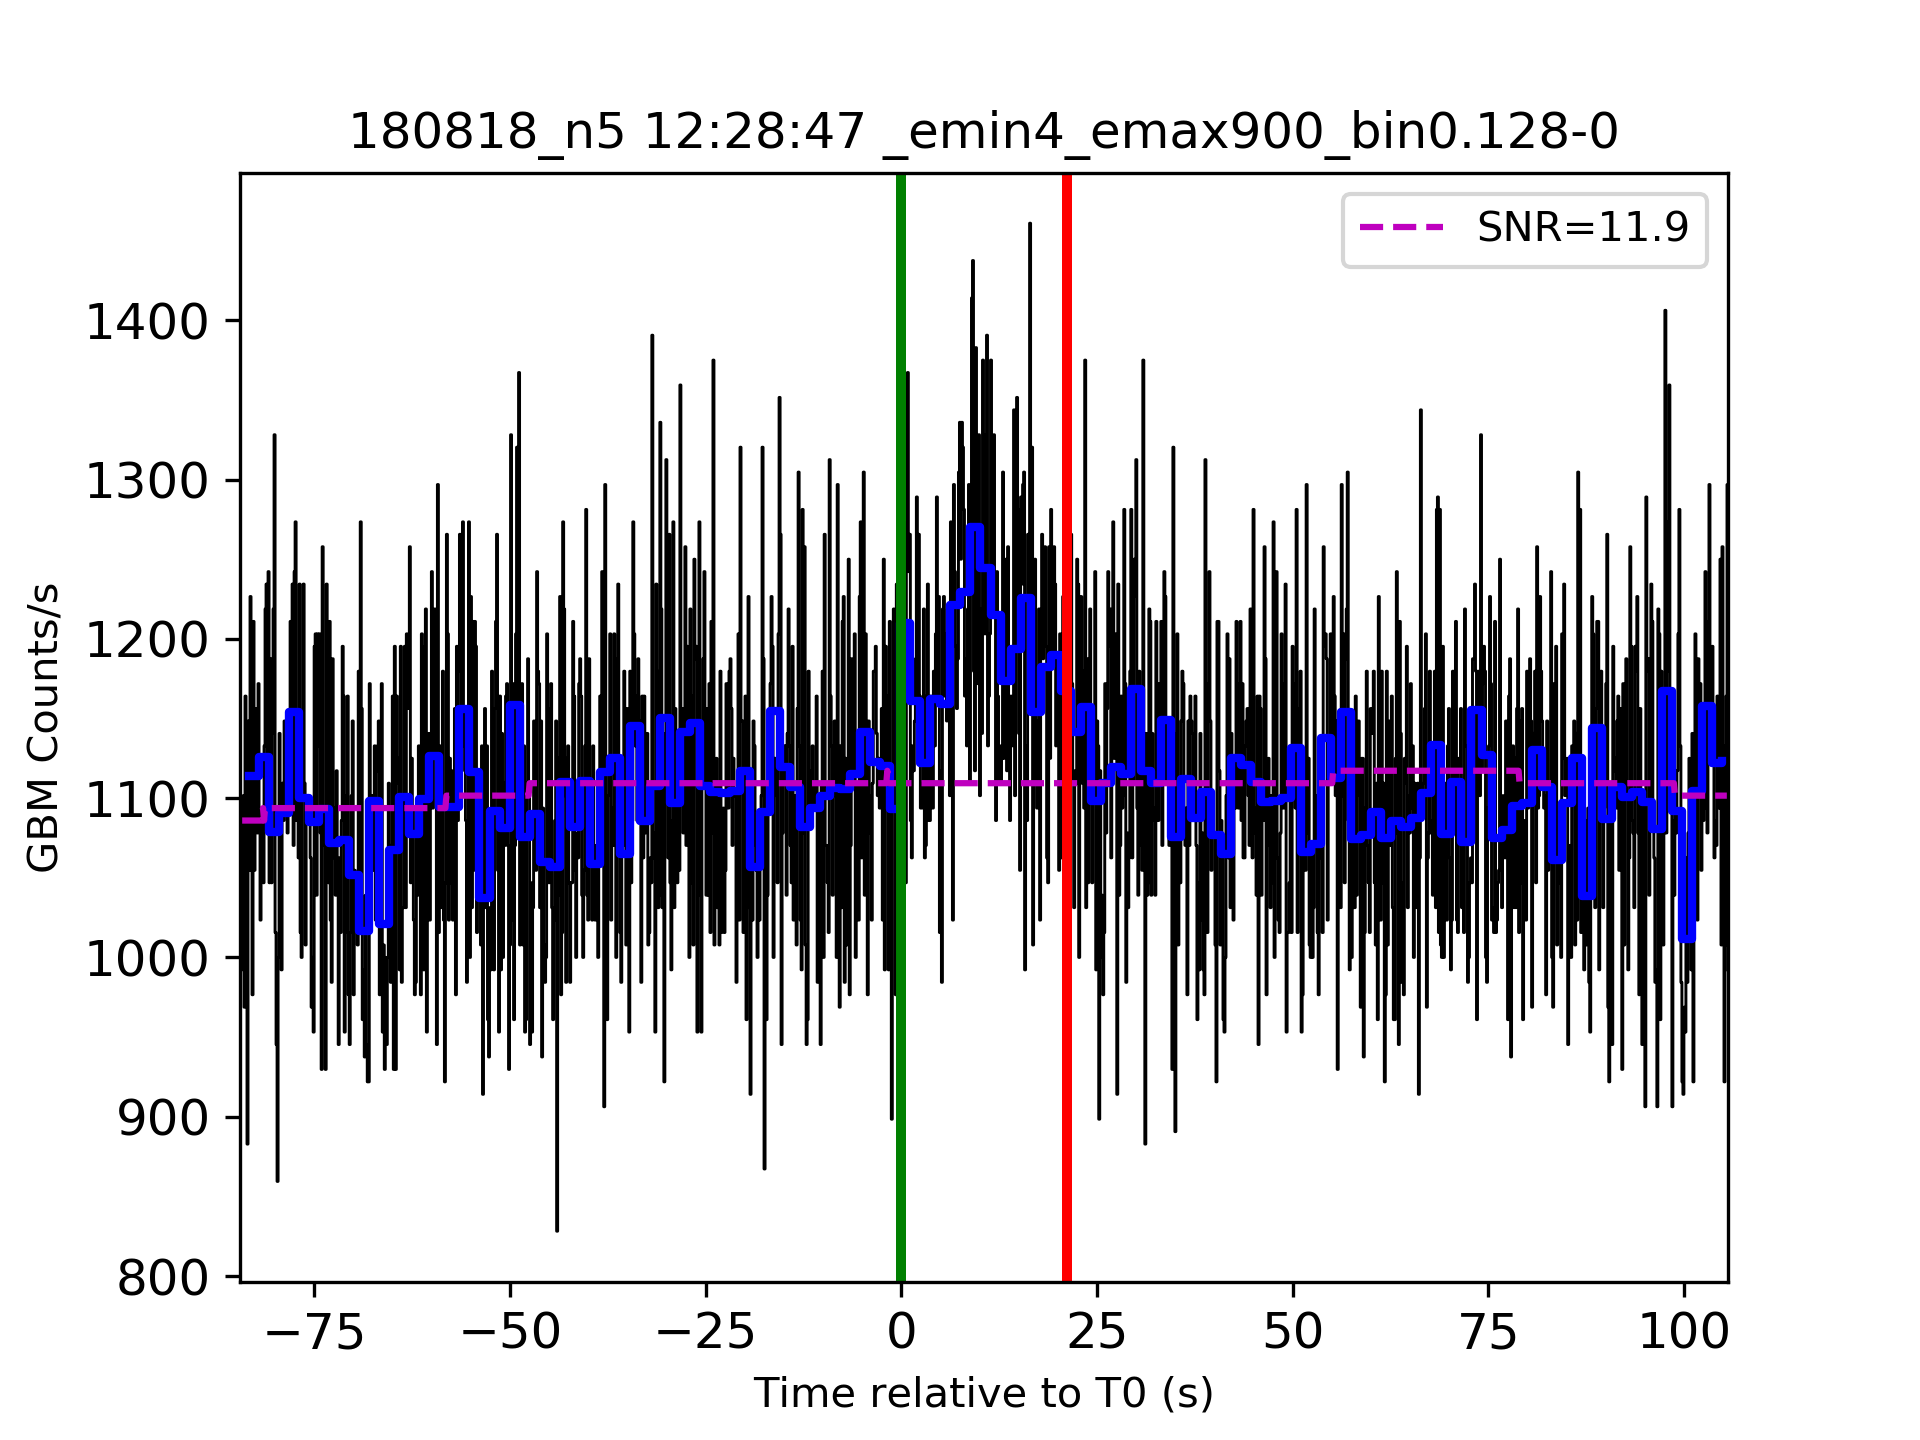 180818_n5 12:28:47 _emin4_emax900_bin0.128-0
SNR=11.9
GBM Counts/s
1400
1300
1200
1100
1000
900
800
−75 −50 −25 0 25 50 75 100
Time relative to T0 (s)